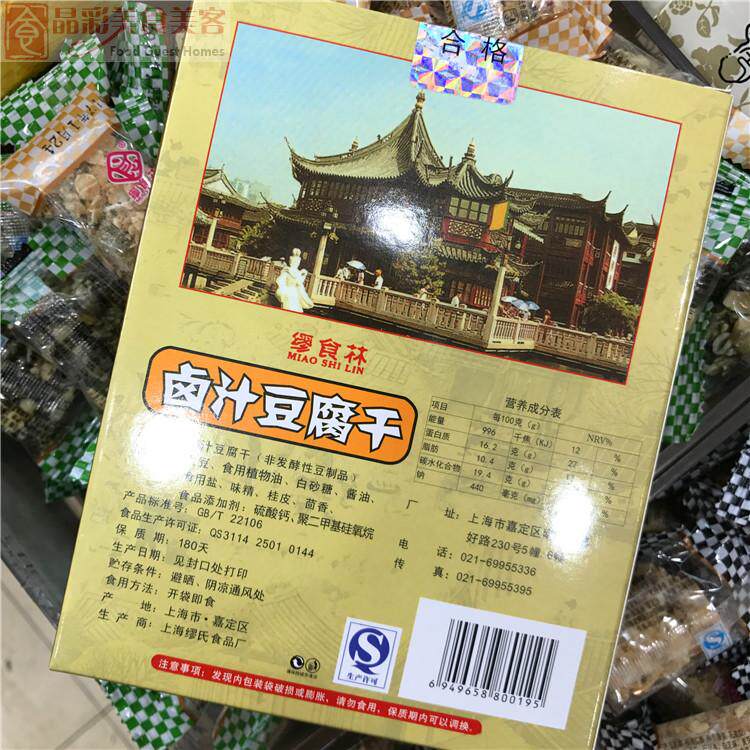 品彩美食美客
Food Quest Homes
合格
缪食林
MIAO SHI LIN
卤汁豆腐干
汁豆腐干（非发酵性豆制品）
豆、食用植物油、白砂糖、酱油、
食用盐、味精、桂皮、茴香、
食品添加剂：硫酸钙、聚二甲基硅氧烷
产品标准号：GB/T 22106
食品生产许可证：QS3114 2501 0144
保质期：180天
生产日期：见封口处打印
贮存条件：避晒、阴凉通风处
食用方法：开袋即食
产地：上海市·嘉定区
生产商：上海缪氏食品厂
营养成分表
项目 每100克（g） NRV%
能量 996 千焦（KJ） 12 %
蛋白质 16.2 克（g） 27 %
脂肪 10.4 克（g） %
碳水化合物 19.4 克（g） %
钠 440 毫克（mg） %
厂址：上海市嘉定区
好路230号5幢
电话：021-69955336
传真：021-69955395
生产许可
6 949658 800195
注意事项：发现内包装袋破损或膨胀，请勿食用，保质期内可以调换。